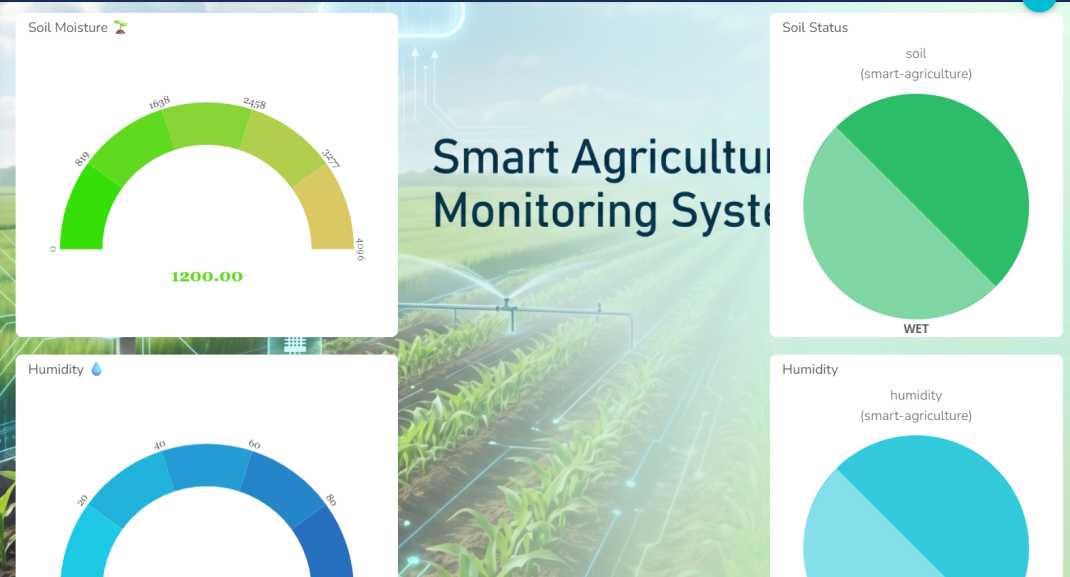 Soil Moisture
0
819
1638
2458
3277
4096
1200.00
Smart Agricultur
Monitoring Syste
Soil Status
soil
(smart-agriculture)
WET
Humidity
20
40
60
80
Humidity
humidity
(smart-agriculture)